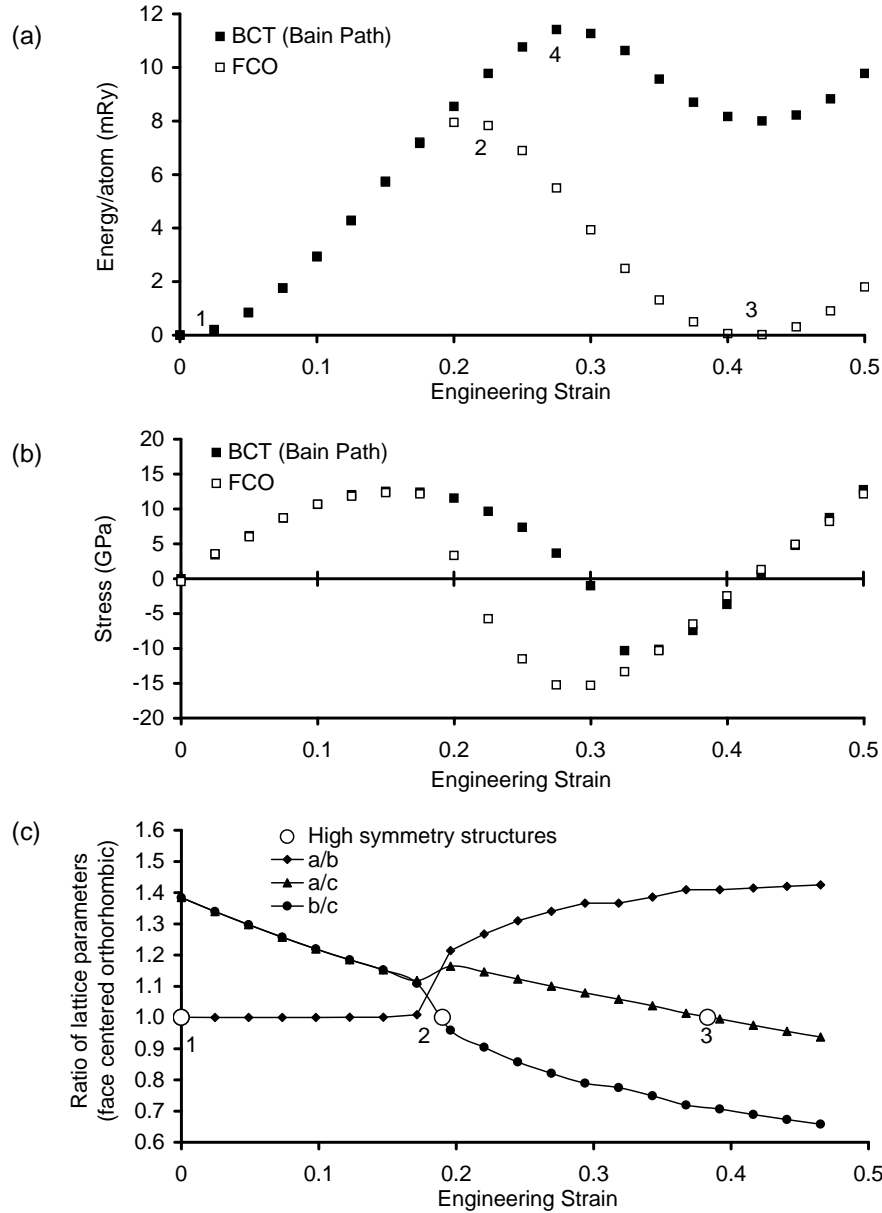 (a)
12
10
8
6
4
2
0
Energy/atom (mRy)
BCT (Bain Path)
FCO
1
2
3
4
0 0.1 0.2 0.3 0.4 0.5
Engineering Strain
(b)
20
15
10
5
0
-5
-10
-15
-20
Stress (GPa)
BCT (Bain Path)
FCO
0 0.1 0.2 0.3 0.4 0.5
Engineering Strain
(c)
1.6
1.5
1.4
1.3
1.2
1.1
1.0
0.9
0.8
0.7
0.6
Ratio of lattice parameters
(face centered orthorhombic)
High symmetry structures
a/b
a/c
b/c
1
2
3
0 0.1 0.2 0.3 0.4 0.5
Engineering Strain